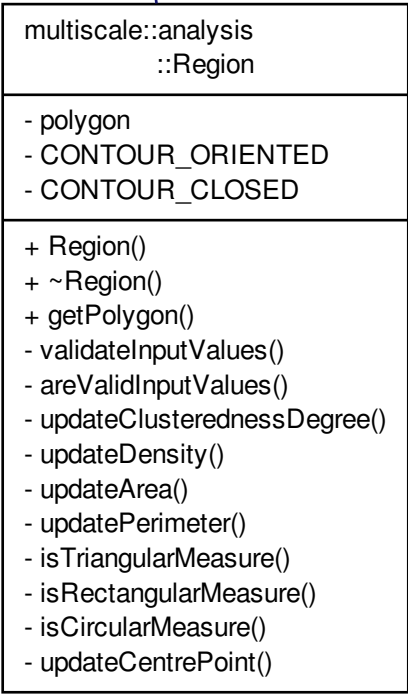 multiscale::analysis
::Region
- polygon
- CONTOUR_ORIENTED
- CONTOUR_CLOSED
+ Region()
+ ~Region()
+ getPolygon()
- validateInputValues()
- areValidInputValues()
- updateClusterednessDegree()
- updateDensity()
- updateArea()
- updatePerimeter()
- isTriangularMeasure()
- isRectangularMeasure()
- isCircularMeasure()
- updateCentrePoint()